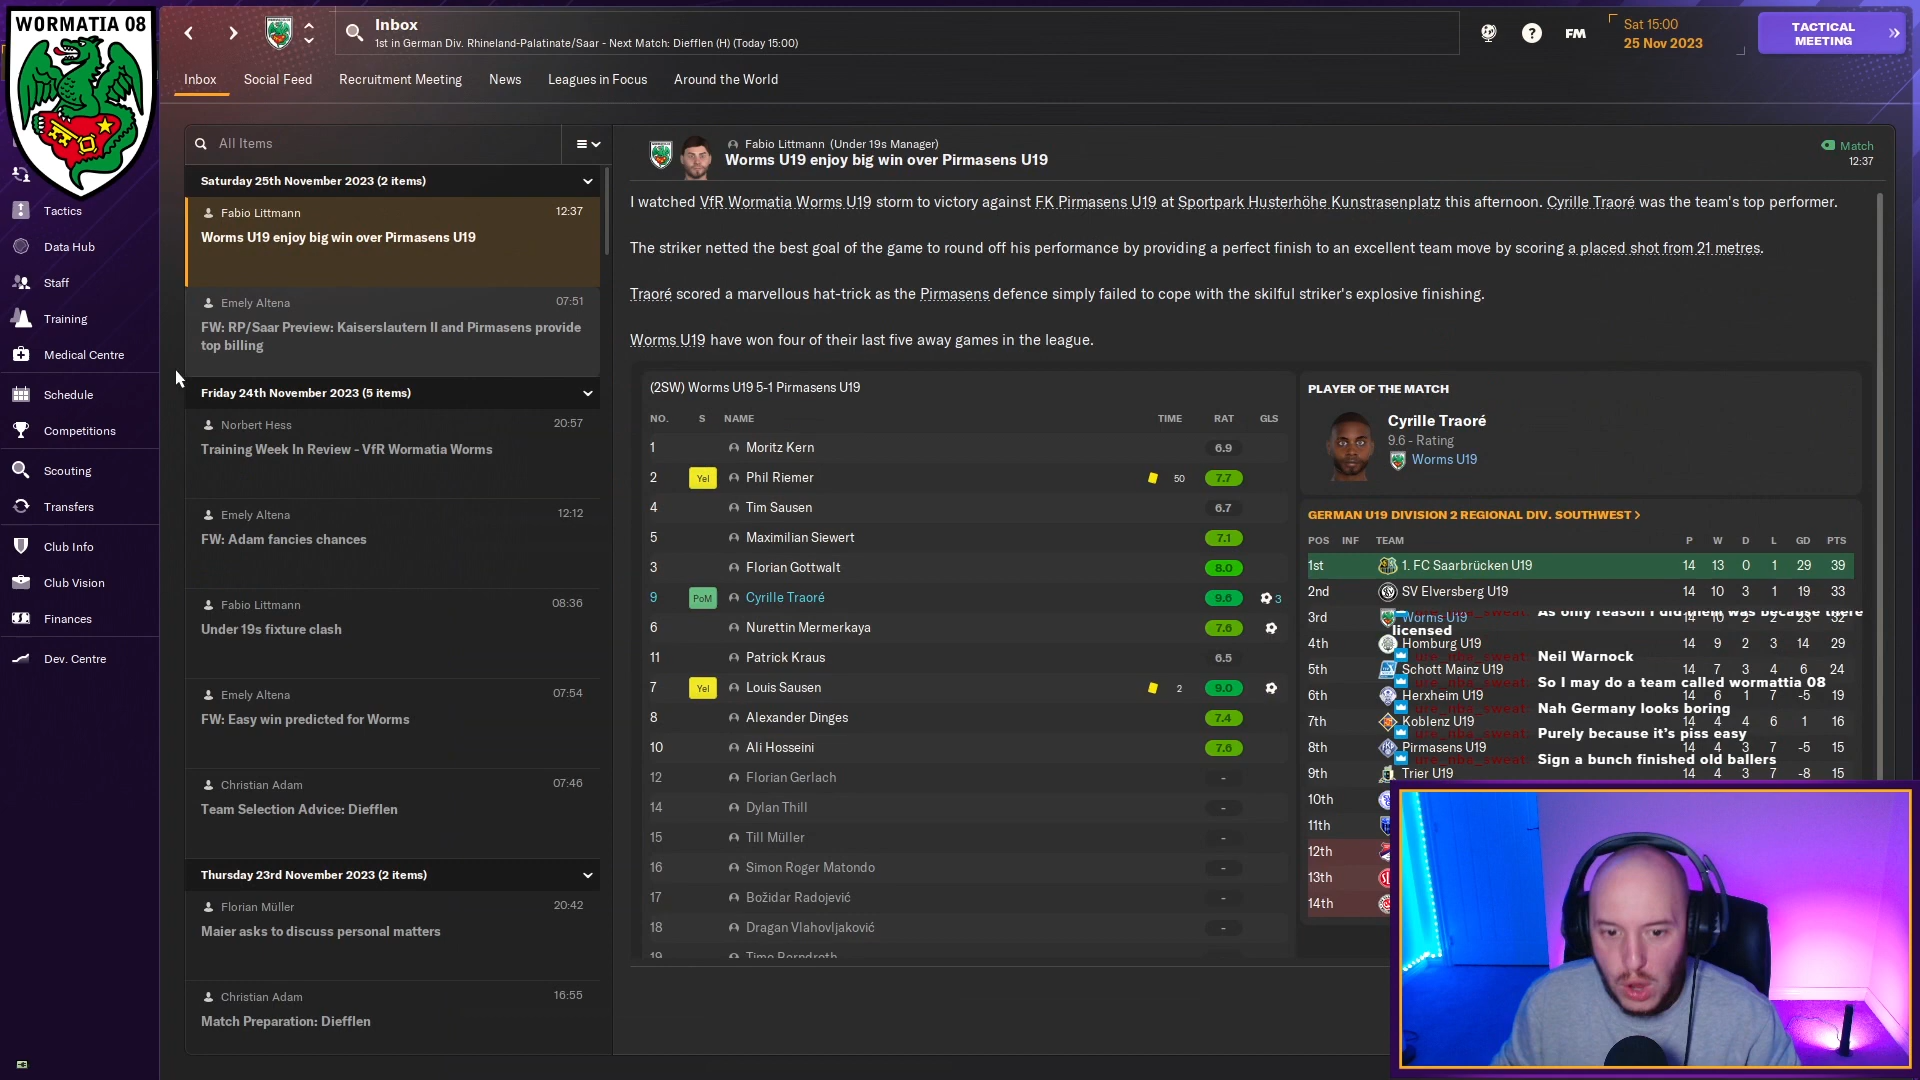 WORMATIA 08
Inbox
1st in German Div. Rhineland-Palatinate/Saar - Next Match: Diefflen (H) (Today 15:00)
?
FM
Sat 15:00
25 Nov 2023
TACTICAL
MEETING
Inbox
Social Feed
Recruitment Meeting
News
Leagues in Focus
Around the World
Tactics
Data Hub
Staff
Training
Medical Centre
Schedule
Competitions
Scouting
Transfers
Club Info
Club Vision
Finances
Dev. Centre
All Items
Saturday 25th November 2023 (2 items)
Fabio Littmann 12:37
Worms U19 enjoy big win over Pirmasens U19
Emely Altena 07:51
FW: RP/Saar Preview: Kaiserslautern II and Pirmasens provide
top billing
Friday 24th November 2023 (5 items)
Norbert Hess 20:57
Training Week In Review - VfR Wormatia Worms
Emely Altena 12:12
FW: Adam fancies chances
Fabio Littmann 08:36
Under 19s fixture clash
Emely Altena 07:54
FW: Easy win predicted for Worms
Christian Adam 07:46
Team Selection Advice: Diefflen
Thursday 23rd November 2023 (2 items)
Florian Müller 20:42
Maier asks to discuss personal matters
Christian Adam 16:55
Match Preparation: Diefflen
Fabio Littmann (Under 19s Manager)
Worms U19 enjoy big win over Pirmasens U19
Match
12:37
I watched VfR Wormatia Worms U19 storm to victory against FK Pirmasens U19 at Sportpark Husterhöhe Kunstrasenplatz this afternoon. Cyrille Traoré was the team's top performer.
The striker netted the best goal of the game to round off his performance by providing a perfect finish to an excellent team move by scoring a placed shot from 21 metres.
Traoré scored a marvellous hat-trick as the Pirmasens defence simply failed to cope with the skilful striker's explosive finishing.
Worms U19 have won four of their last five away games in the league.
(2SW) Worms U19 5-1 Pirmasens U19
NO. S NAME TIME RAT GLS
1 Moritz Kern 6.9
2 Yel Phil Riemer 50 7.7
4 Tim Sausen 6.7
5 Maximilian Siewert 7.1
3 Florian Gottwalt 8.0
9 PoM Cyrille Traoré 9.6 3
6 Nurettin Mermerkaya 7.6
11 Patrick Kraus 6.5
7 Yel Louis Sausen 2 9.0
8 Alexander Dinges 7.4
10 Ali Hosseini 7.6
12 Florian Gerlach -
14 Dylan Thill -
15 Till Müller -
16 Simon Roger Matondo -
17 Božidar Radojević -
18 Dragan Vlahovljaković -
PLAYER OF THE MATCH
Cyrille Traoré
9.6 - Rating
Worms U19
GERMAN U19 DIVISION 2 REGIONAL DIV. SOUTHWEST >
POS INF TEAM P W D L GD PTS
1st 1. FC Saarbrücken U19 14 13 0 1 29 39
2nd SV Elversberg U19 14 10 3 1 19 33
As only reason I did them was because there
3rd Worms U19 14 10 2 2 23 32
licensed
4th Homburg U19 14 9 2 3 14 29
Neil Warnock
5th Schott Mainz U19 14 7 3 4 6 24
So I may do a team called wormattia 08
6th Herxheim U19 14 6 1 7 -5 19
Nah Germany looks boring
7th Koblenz U19 14 4 4 6 1 16
Purely because it's piss easy
8th Pirmasens U19 14 4 3 7 -5 15
Sign a bunch finished old ballers
9th Trier U19 14 4 3 7 -8 15
10th
11th
12th
13th
14th